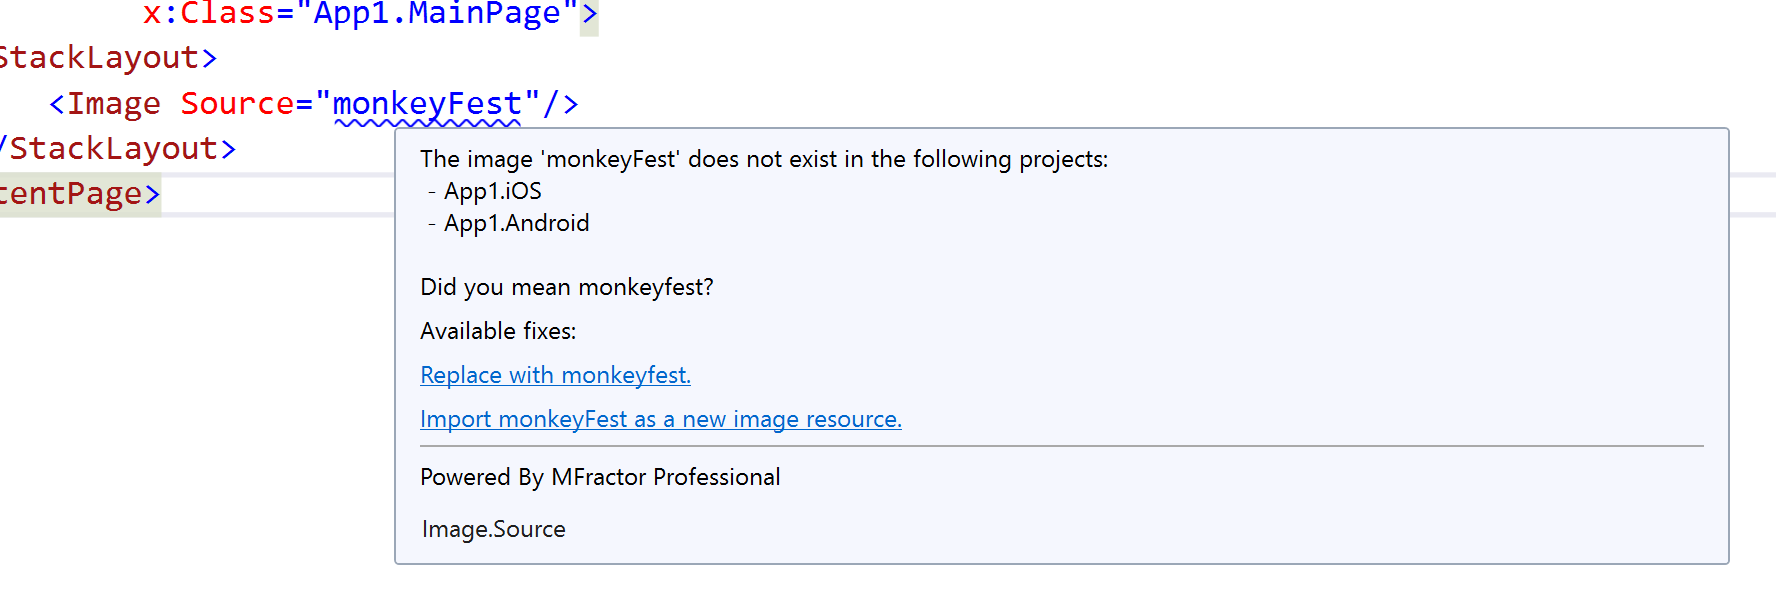 x:Class="App1.MainPage">
StackLayout>
<Image Source="monkeyFest"/>
/StackLayout>
tentPage>
The image 'monkeyFest' does not exist in the following projects:
- App1.iOS
- App1.Android
Did you mean monkeyfest?
Available fixes:
Replace with monkeyfest.
Import monkeyFest as a new image resource.
Powered By MFractor Professional
Image.Source